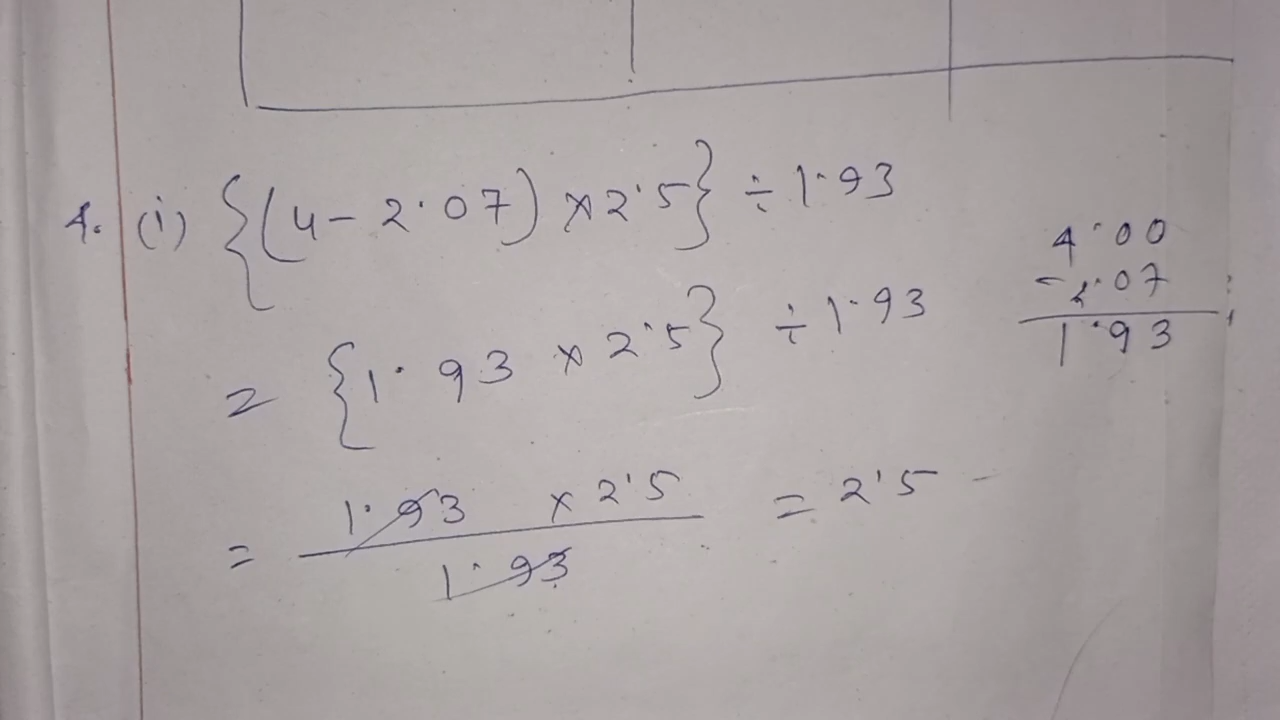 4. (i) {(4 - 2·07) × 2·5} ÷ 1·93
= {1·93 × 2·5} ÷ 1·93
= 1·93 × 2·5 / 1·93 = 2·5
4·00
- 2·07
1·93